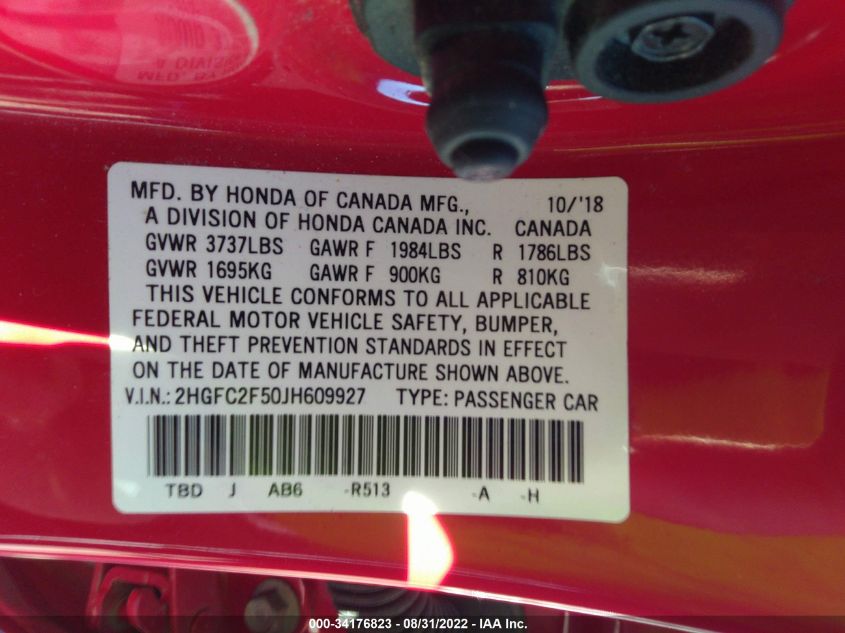 MFD. BY HONDA OF CANADA MFG., 10/'18
A DIVISION OF HONDA CANADA INC. CANADA
GVWR 3737LBS GAWR F 1984LBS R 1786LBS
GVWR 1695KG GAWR F 900KG R 810KG
THIS VEHICLE CONFORMS TO ALL APPLICABLE
FEDERAL MOTOR VEHICLE SAFETY, BUMPER,
AND THEFT PREVENTION STANDARDS IN EFFECT
ON THE DATE OF MANUFACTURE SHOWN ABOVE.
V.I.N.: 2HGFC2F50JH609927 TYPE: PASSENGER CAR
TBD J AB6 -R513 -A -H
000-34176823 - 08/31/2022 - IAA Inc.